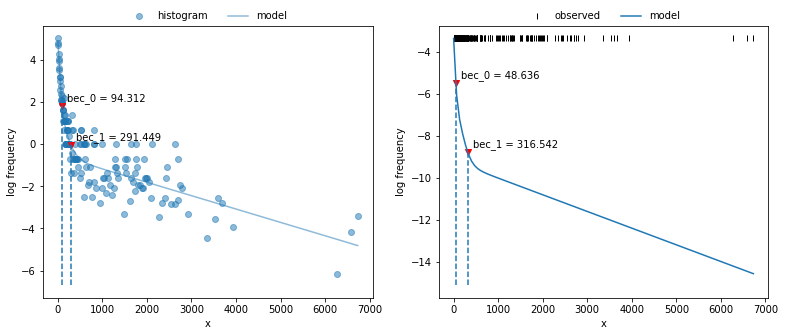 histogram model
log frequency
4
2
0
−2
−4
−6
bec_0 = 94.312
bec_1 = 291.449
0 1000 2000 3000 4000 5000 6000 7000
x
observed model
log frequency
−4
−6
−8
−10
−12
−14
bec_0 = 48.636
bec_1 = 316.542
0 1000 2000 3000 4000 5000 6000 7000
x